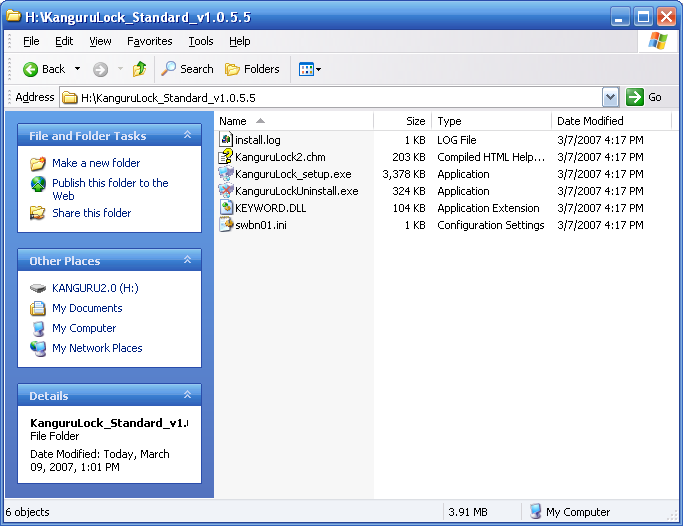 H:\KanguruLock_Standard_v1.0.5.5
File Edit View Favorites Tools Help
Back Search Folders
Address H:\KanguruLock_Standard_v1.0.5.5 Go
File and Folder Tasks
Make a new folder
Publish this folder to the
Web
Share this folder
Other Places
KANGURU2.0 (H:)
My Documents
My Computer
My Network Places
Details
KanguruLock_Standard_v1.
File Folder
Date Modified: Today, March
09, 2007, 1:01 PM
Name Size Type Date Modified
install.log 1 KB LOG File 3/7/2007 4:17 PM
KanguruLock2.chm 203 KB Compiled HTML Help... 3/7/2007 4:17 PM
KanguruLock_setup.exe 3,378 KB Application 3/7/2007 4:17 PM
KanguruLockUninstall.exe 324 KB Application 3/7/2007 4:17 PM
KEYWORD.DLL 104 KB Application Extension 3/7/2007 4:17 PM
swbn01.ini 1 KB Configuration Settings 3/7/2007 4:17 PM
6 objects 3.91 MB My Computer